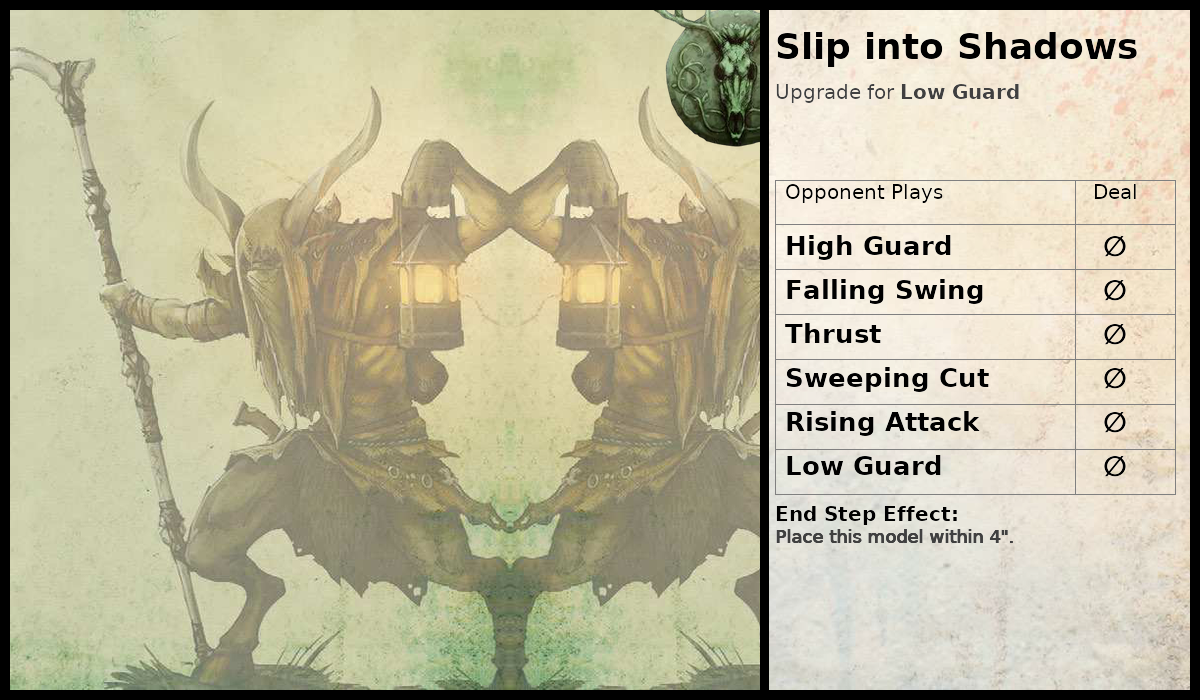 Slip into Shadows
Upgrade for Low Guard
Opponent Plays Deal
High Guard ∅
Falling Swing ∅
Thrust ∅
Sweeping Cut ∅
Rising Attack ∅
Low Guard ∅
End Step Effect:
Place this model within 4".